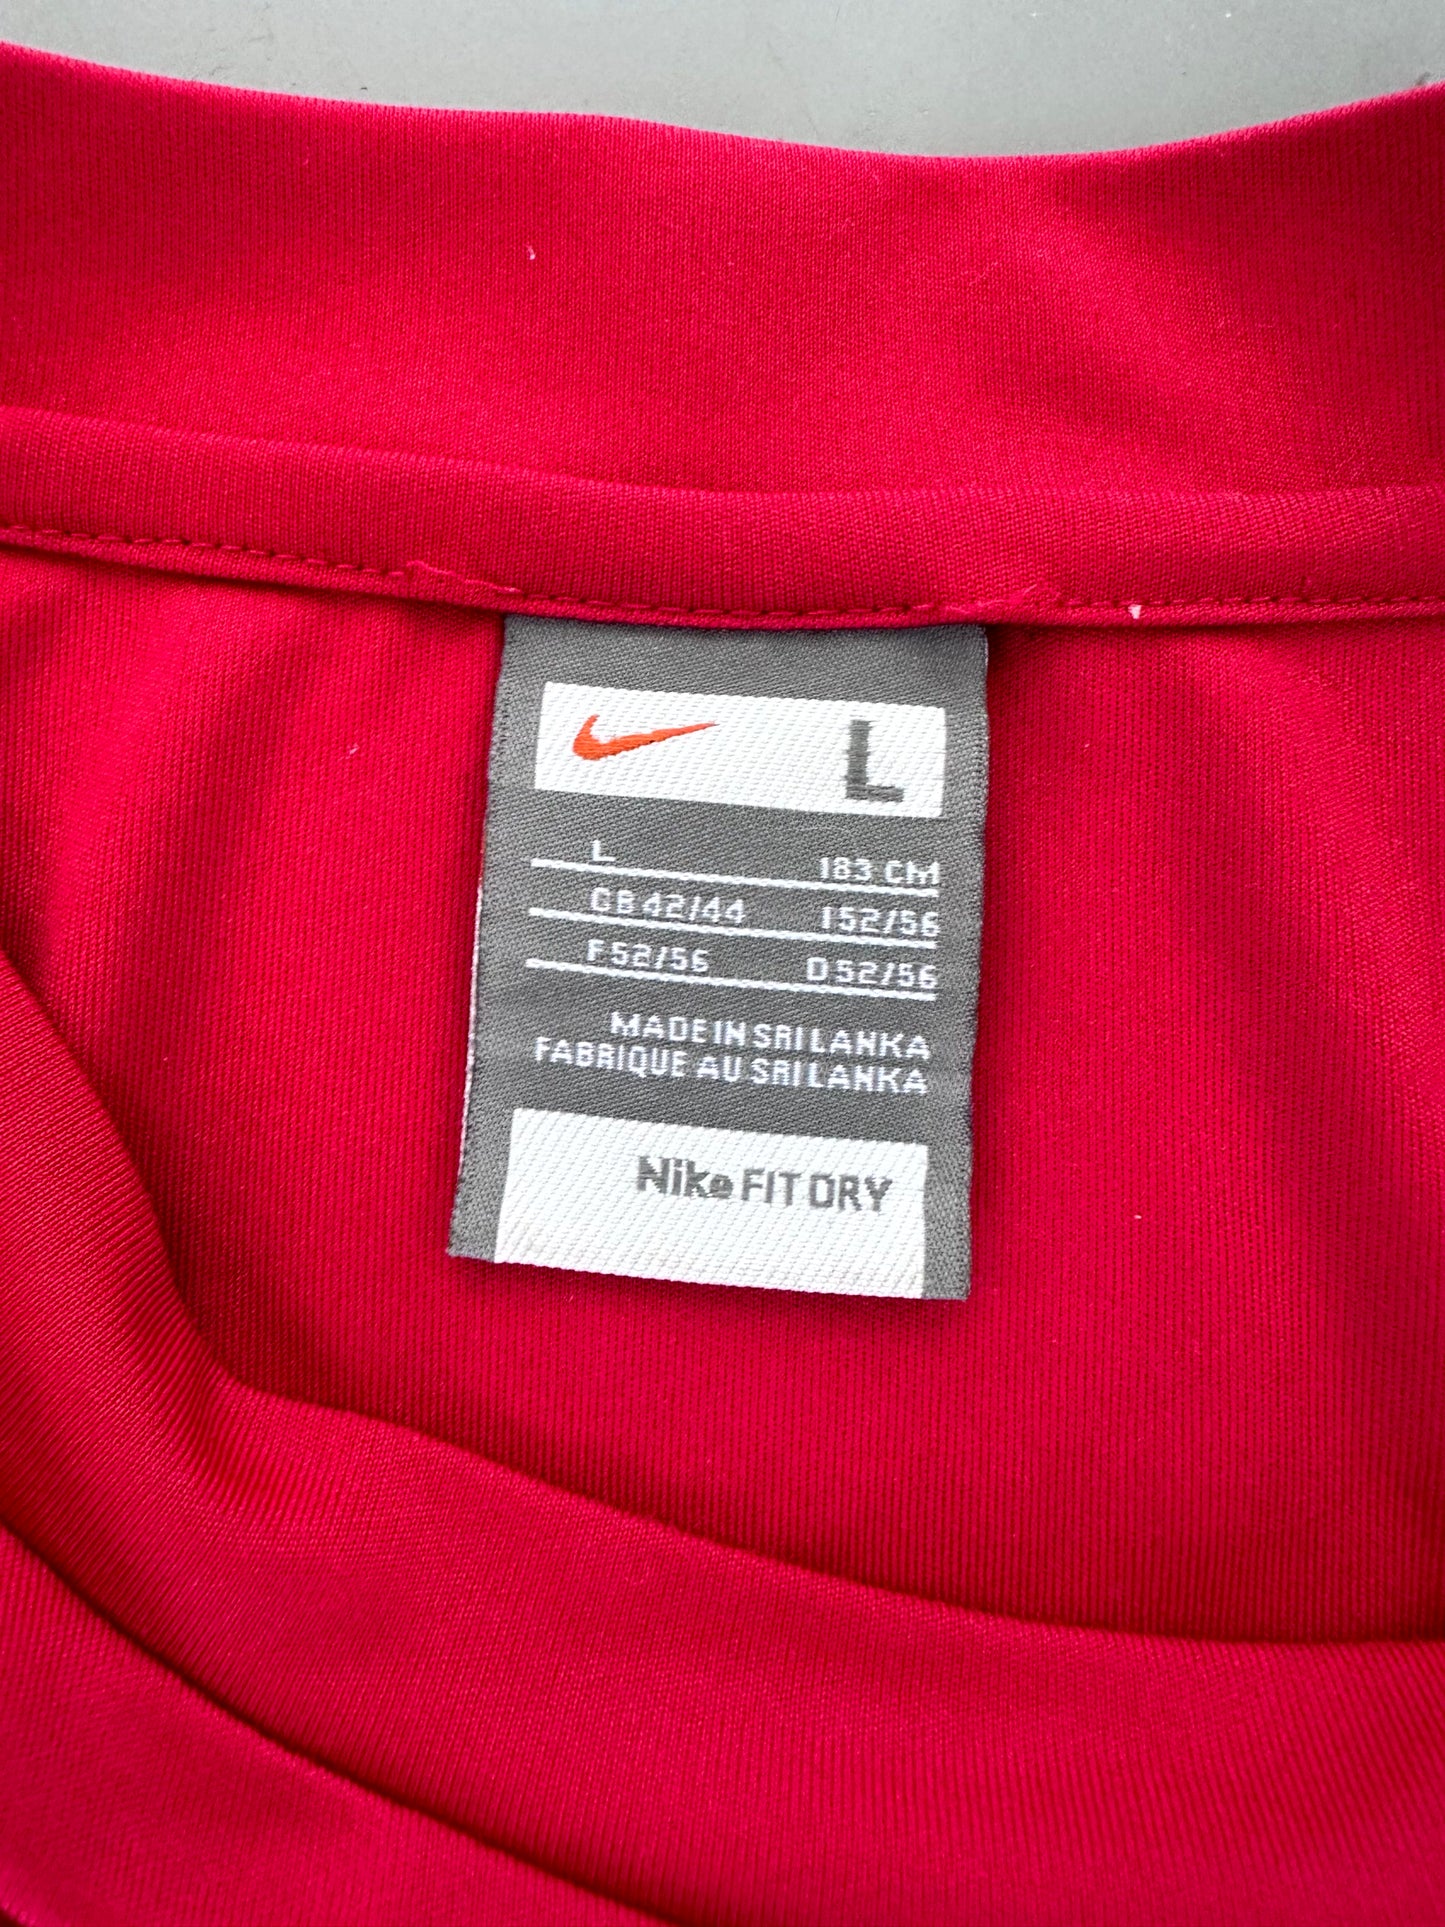 L
L 183 CM
GB 42/44 I 52/56
F 52/56 D 52/56
MADE IN SRI LANKA
FABRIQUE AU SRI LANKA
Nike FIT DRY